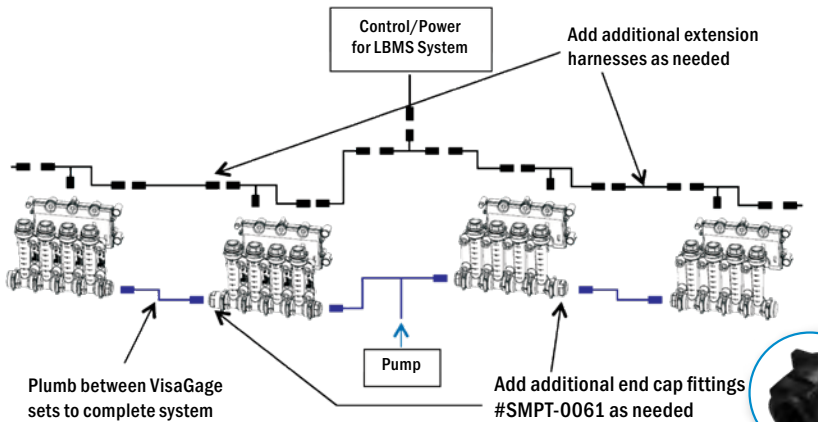 Control/Power
for LBMS System
Add additional extension
harnesses as needed
Pump
Plumb between VisaGage
sets to complete system
Add additional end cap fittings
#SMPT-0061 as needed